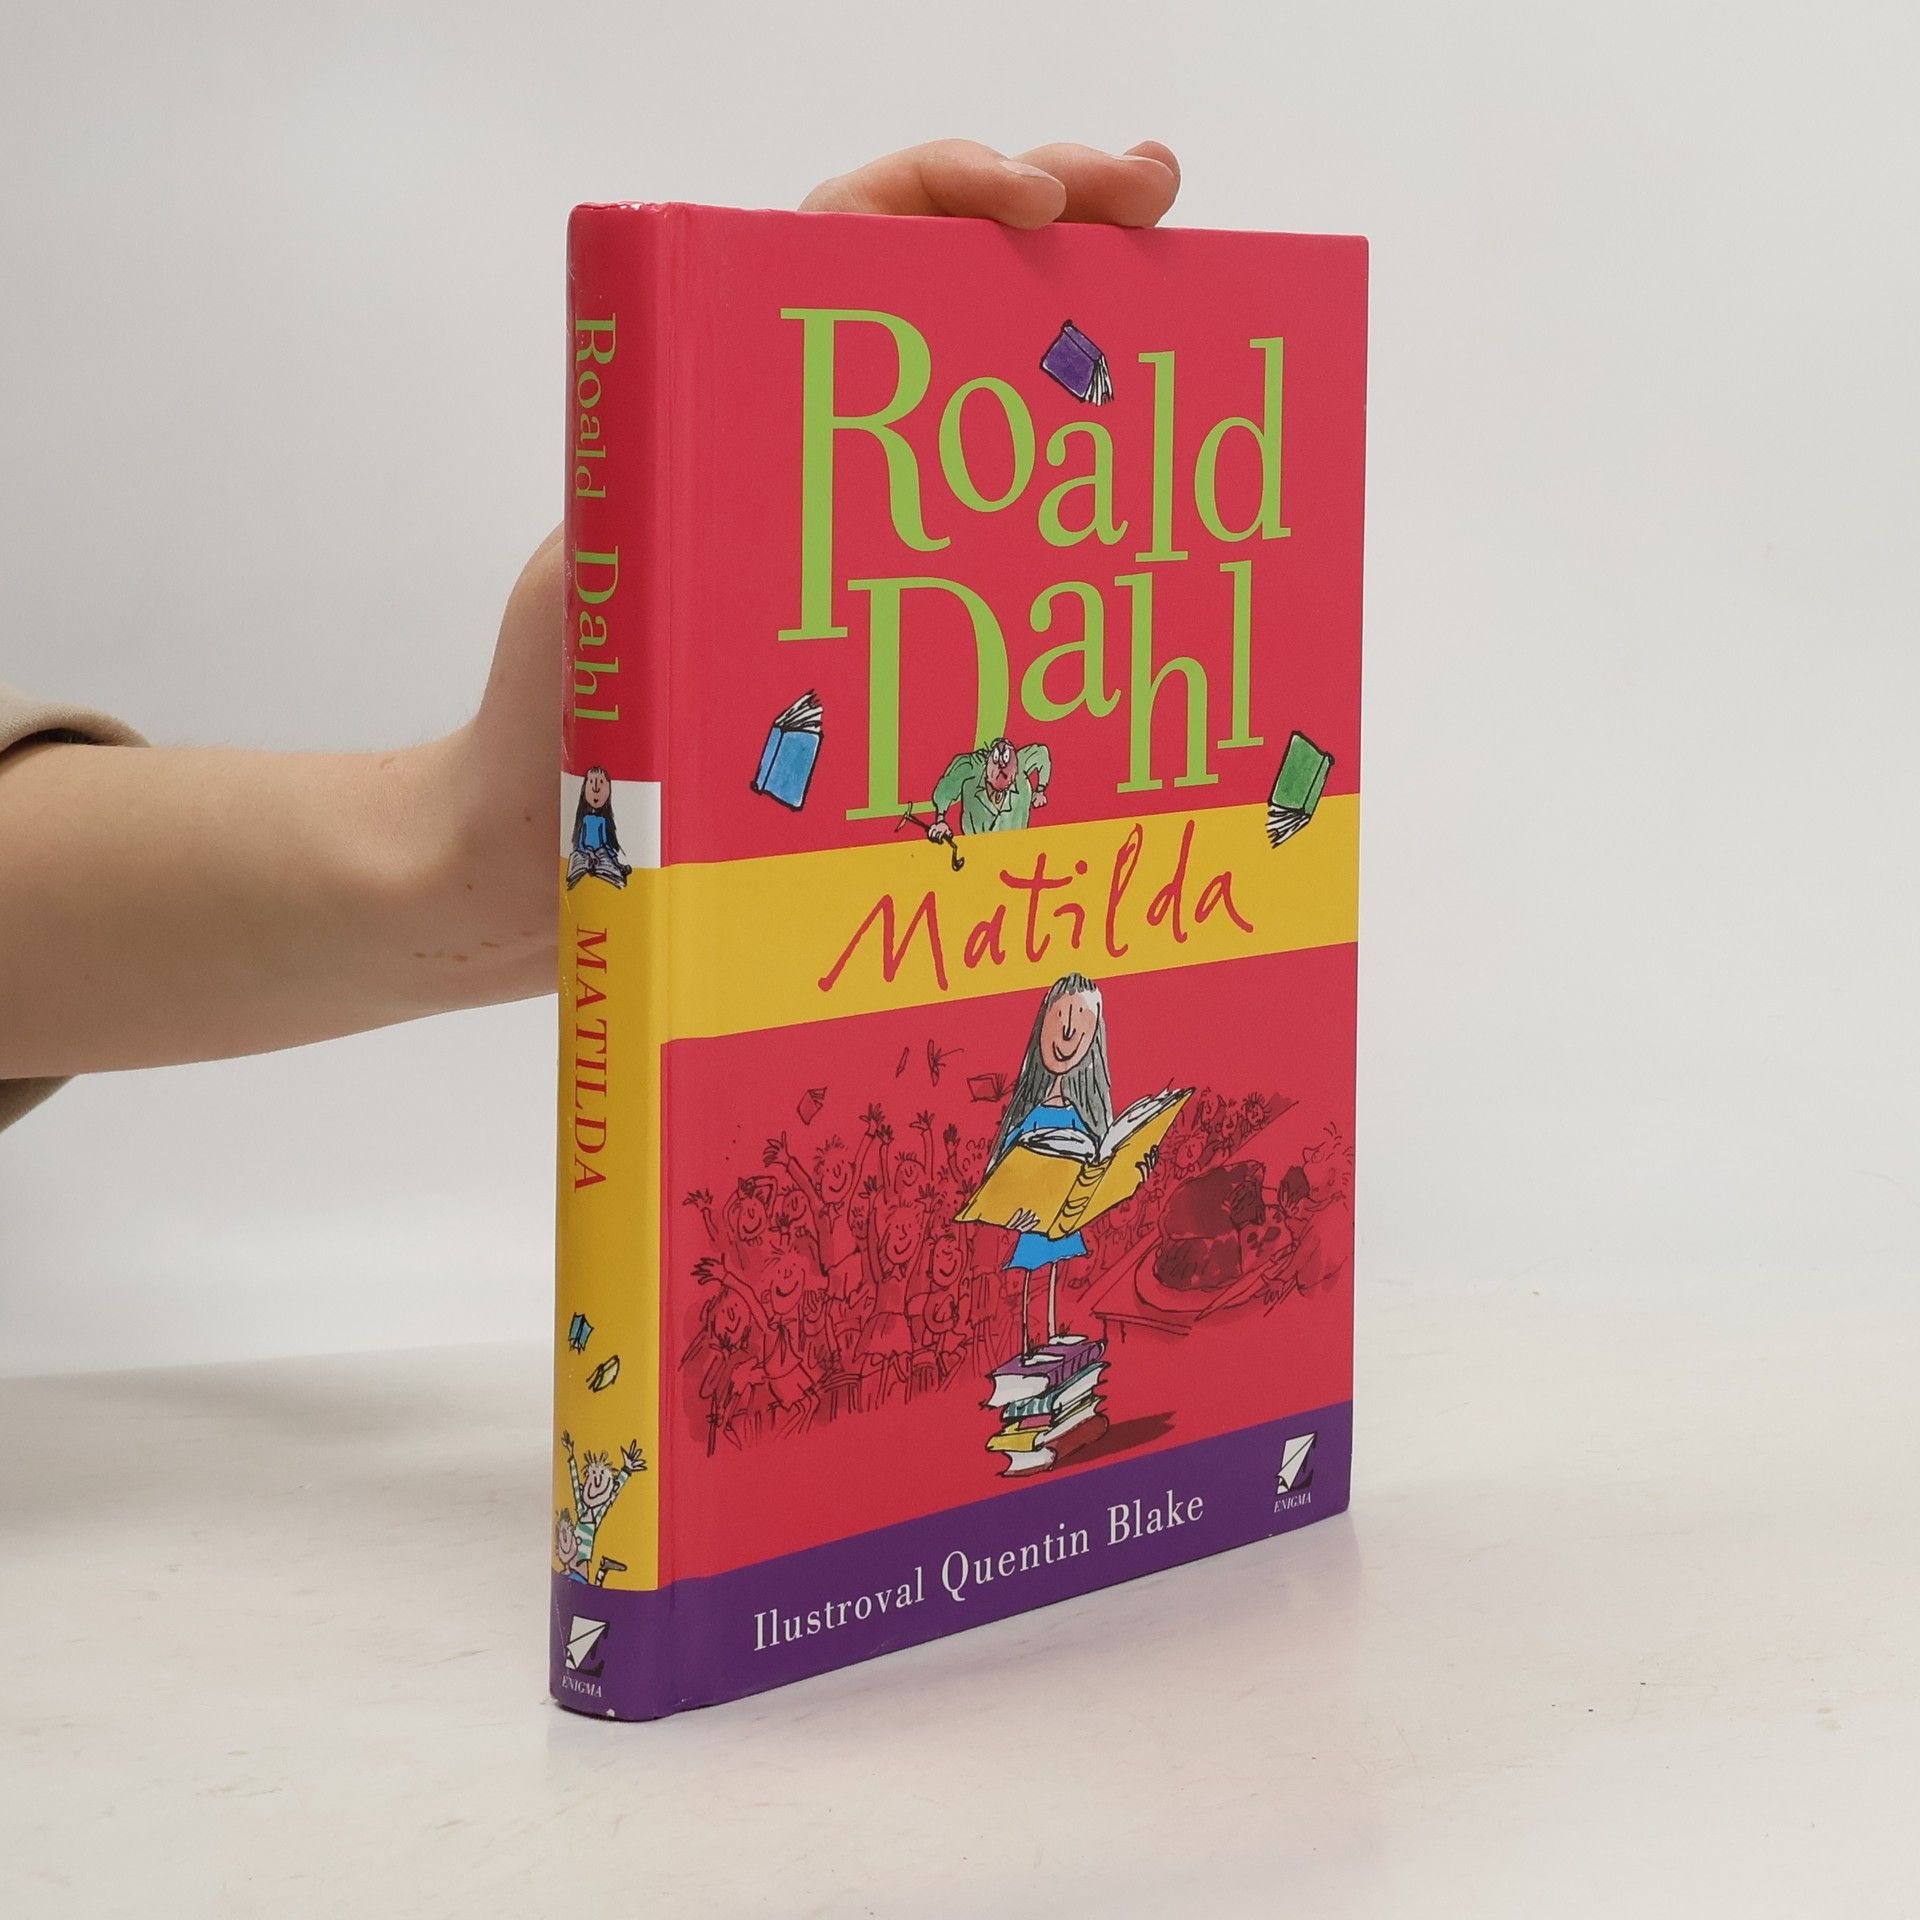 Roald Dahl
MATILDA
ENIGMA
Roald
Dahl
Matilda
Ilustroval Quentin Blake
ENIGMA